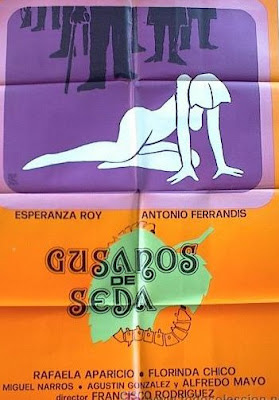 ESPERANZA ROY ANTONIO FERRANDIS
GUSANOS
DE
SEDA
RAFAELA APARICIO • FLORINDA CHICO
MIGUEL NARROS • AGUSTIN GONZALEZ y ALFREDO MAYO
director FRANCISCO RODRIGUEZ